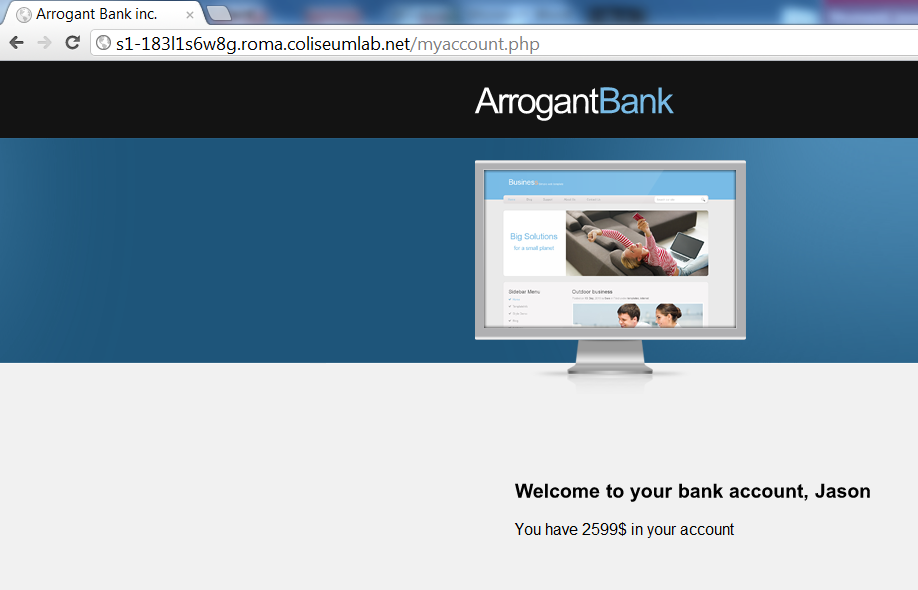 Arrogant Bank inc.
s1-183l1s6w8g.roma.coliseumlab.net/myaccount.php
ArrogantBank
Business
Big Solutions
for a small planet
Sidebar Menu
Outdoor business
Welcome to your bank account, Jason
You have 2599$ in your account